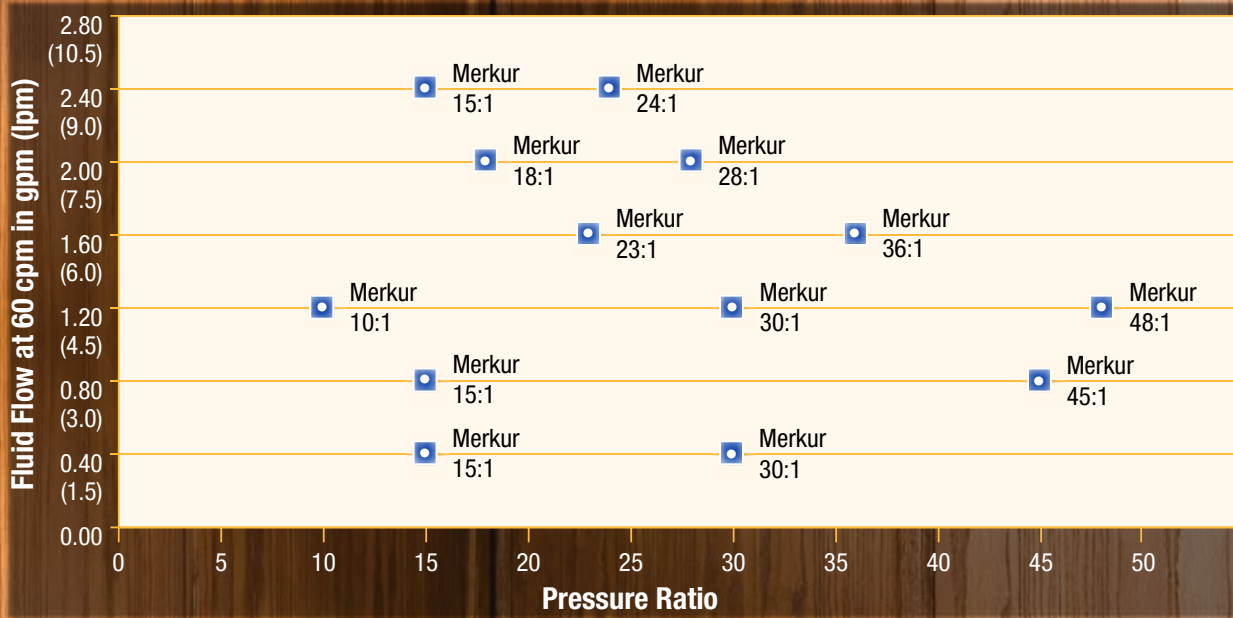 Fluid Flow at 60 cpm in gpm (lpm)
2.80
(10.5)
2.40
(9.0)
2.00
(7.5)
1.60
(6.0)
1.20
(4.5)
0.80
(3.0)
0.40
(1.5)
0.00
Merkur
15:1
Merkur
24:1
Merkur
18:1
Merkur
28:1
Merkur
23:1
Merkur
36:1
Merkur
10:1
Merkur
30:1
Merkur
48:1
Merkur
15:1
Merkur
45:1
Merkur
15:1
Merkur
30:1
0 5 10 15 20 25 30 35 40 45 50
Pressure Ratio